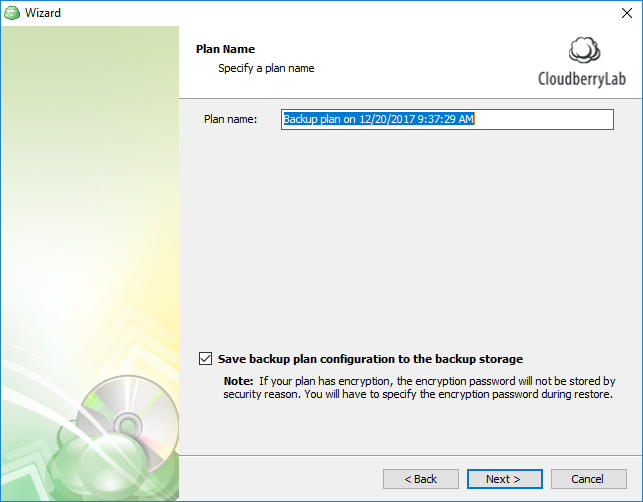 Wizard
Plan Name
Specify a plan name
CloudberryLab
Plan name: Backup plan on 12/20/2017 9:37:29 AM
Save backup plan configuration to the backup storage
Note: If your plan has encryption, the encryption password will not be stored by
security reason. You will have to specify the encryption password during restore.
< Back Next > Cancel